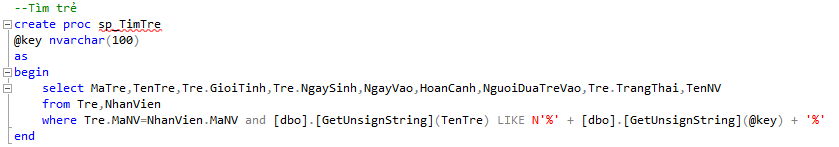 --Tìm trẻ
create proc sp_TimTre
@key nvarchar(100)
as
begin
select MaTre,TenTre,Tre.GioiTinh,Tre.NgaySinh,NgayVao,HoanCanh,NguoiDuaTreVao,Tre.TrangThai,TenNV
from Tre,NhanVien
where Tre.MaNV=NhanVien.MaNV and [dbo].[GetUnsignString](TenTre) LIKE N'%' + [dbo].[GetUnsignString](@key) + '%'
end